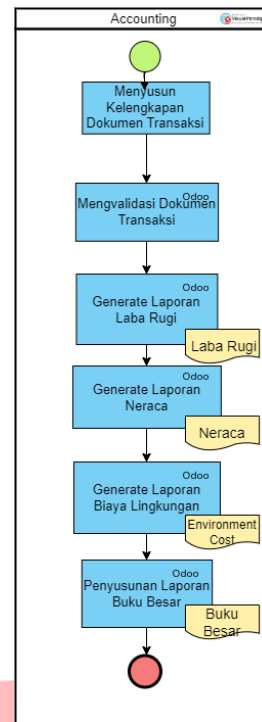 Accounting
Menyusun
Kelengkapan
Dokumen Transaksi
Odoo
Mengvalidasi Dokumen
Transaksi
Odoo
Generate Laporan
Laba Rugi
Laba Rugi
Odoo
Generate Laporan
Neraca
Neraca
Odoo
Generate Laporan
Biaya Lingkungan
Environment
Cost
Odoo
Penyusunan Laporan
Buku Besar
Buku
Besar